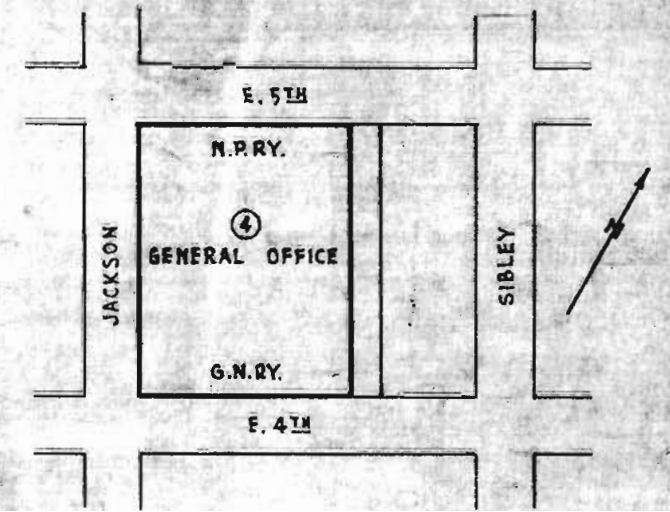 E. 5TH
N.P.RY.
4
GENERAL OFFICE
JACKSON
SIBLEY
N
G.N.RY.
E. 4TH